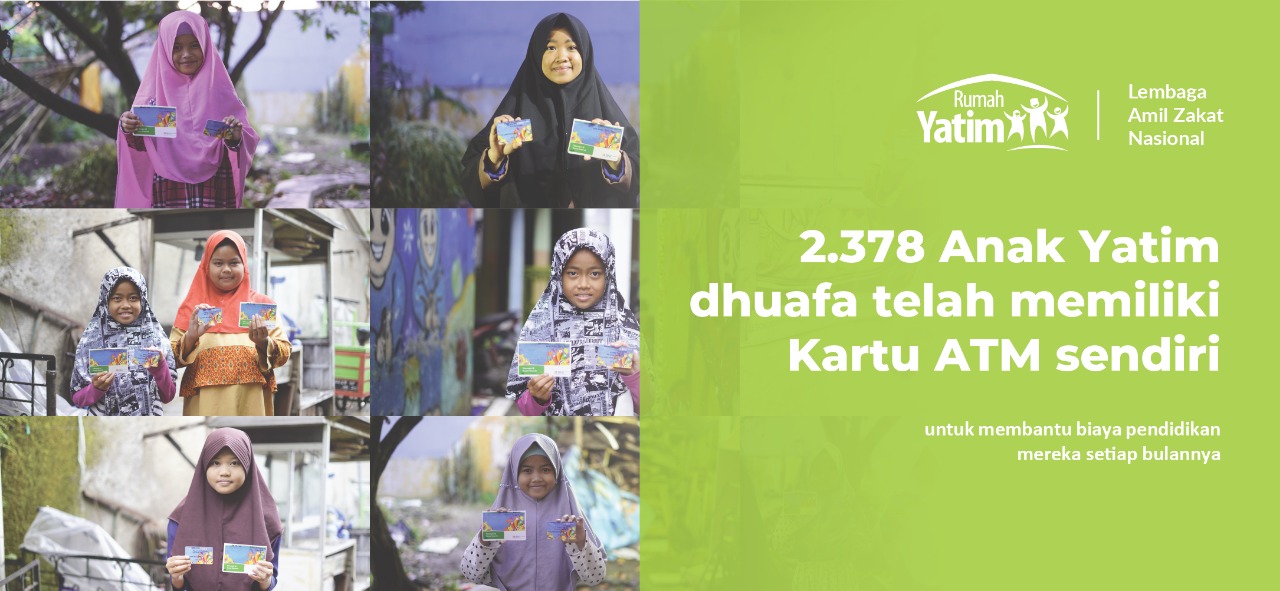 Rumah
Yatim
Lembaga
Amil Zakat
Nasional
2.378 Anak Yatim
dhuafa telah memiliki
Kartu ATM sendiri
untuk membantu biaya pendidikan
mereka setiap bulannya